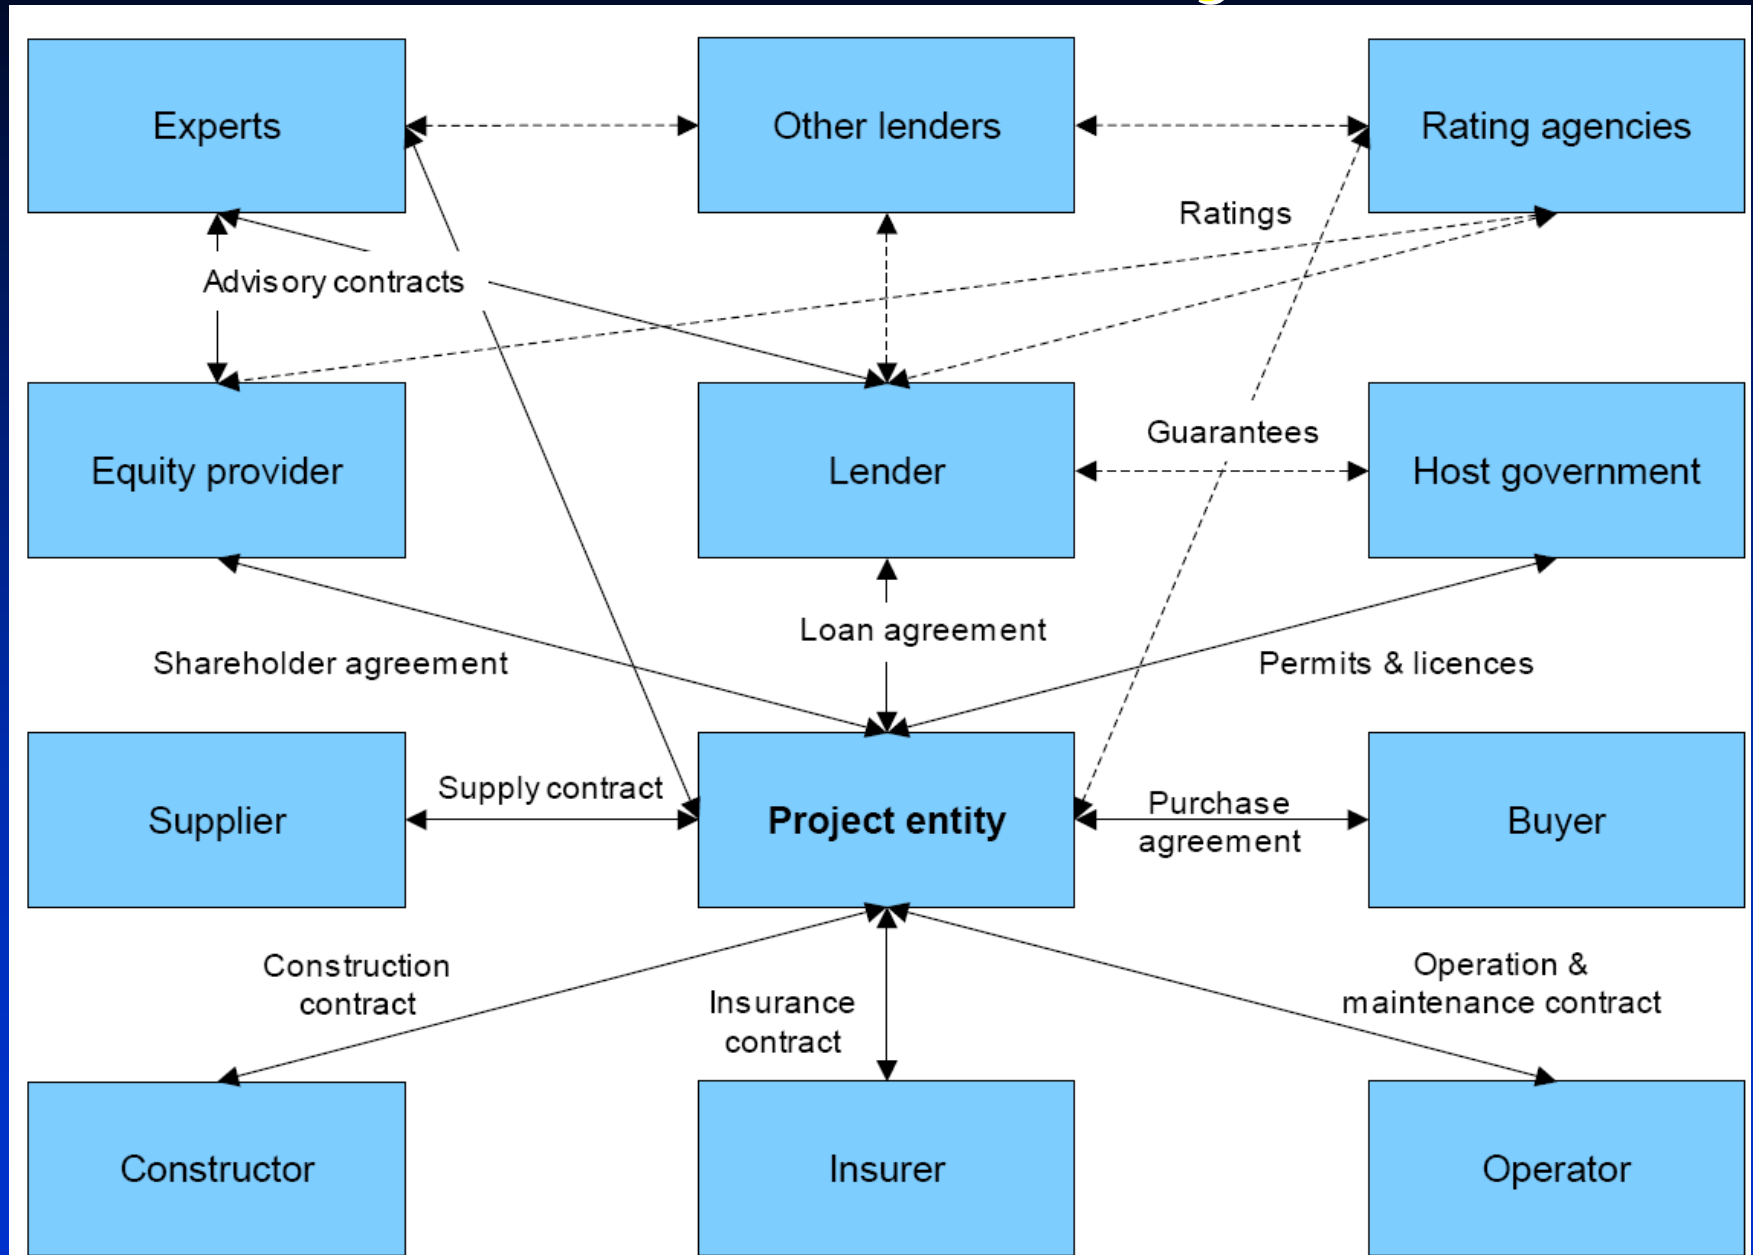 Experts
Other lenders
Rating agencies
Ratings
Advisory contracts
Equity provider
Lender
Guarantees
Host government
Shareholder agreement
Loan agreement
Permits & licences
Supplier
Supply contract
Project entity
Purchase
agreement
Buyer
Construction
contract
Insurance
contract
Operation &
maintenance contract
Constructor
Insurer
Operator